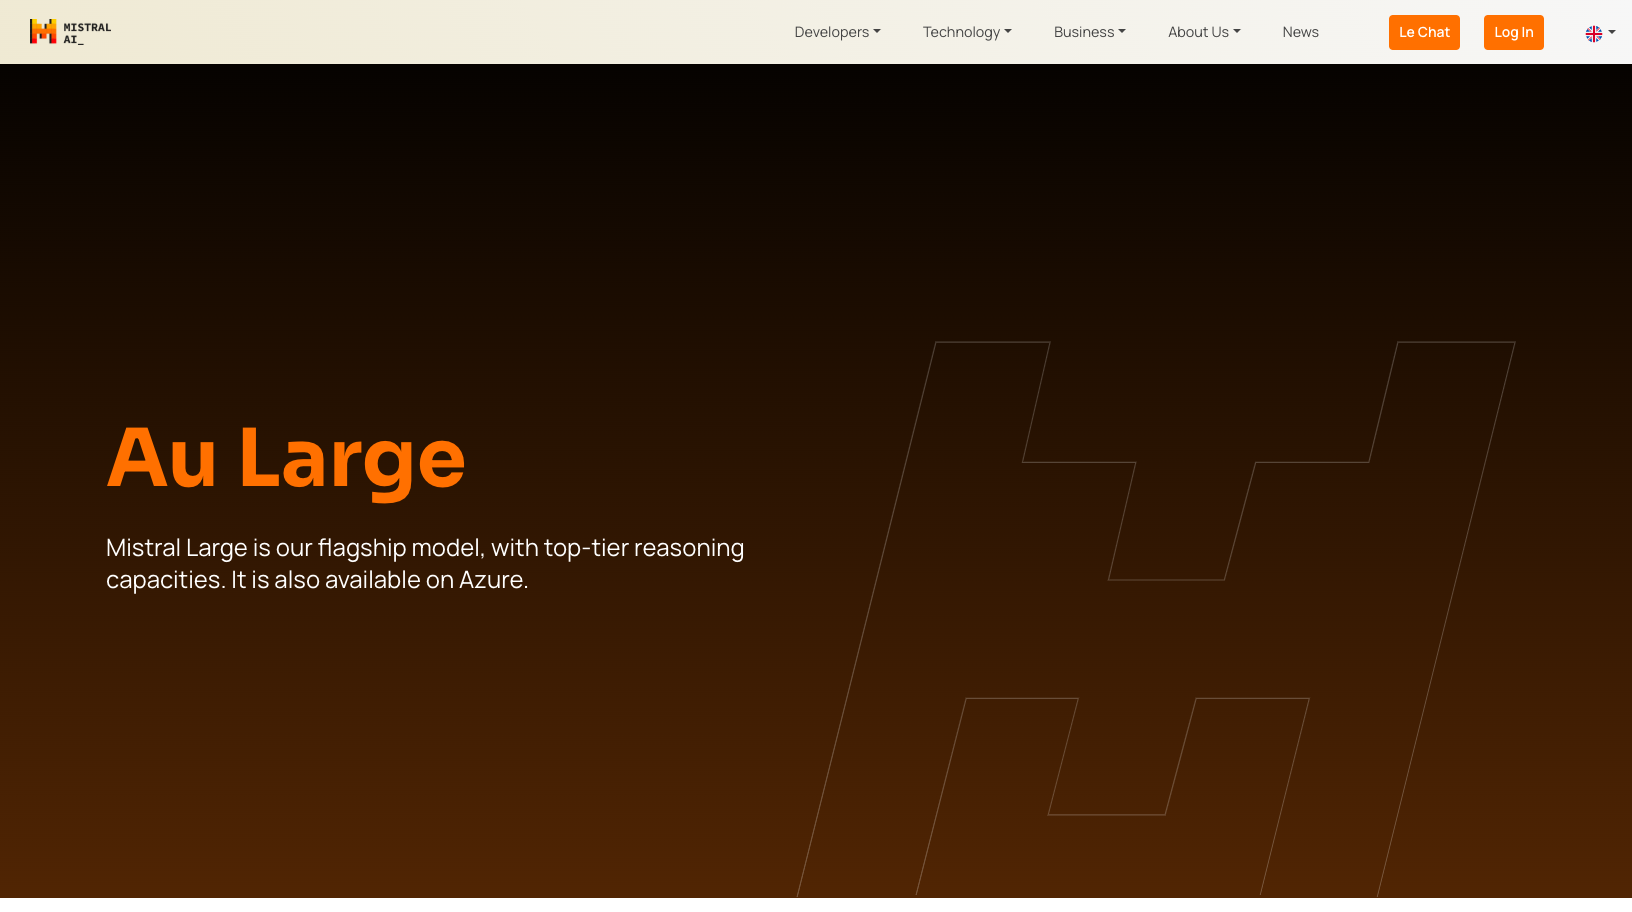 MISTRAL
AI_
Developers
Technology
Business
About Us
News
Le Chat
Log In
Au Large
Mistral Large is our flagship model, with top-tier reasoning
capacities. It is also available on Azure.